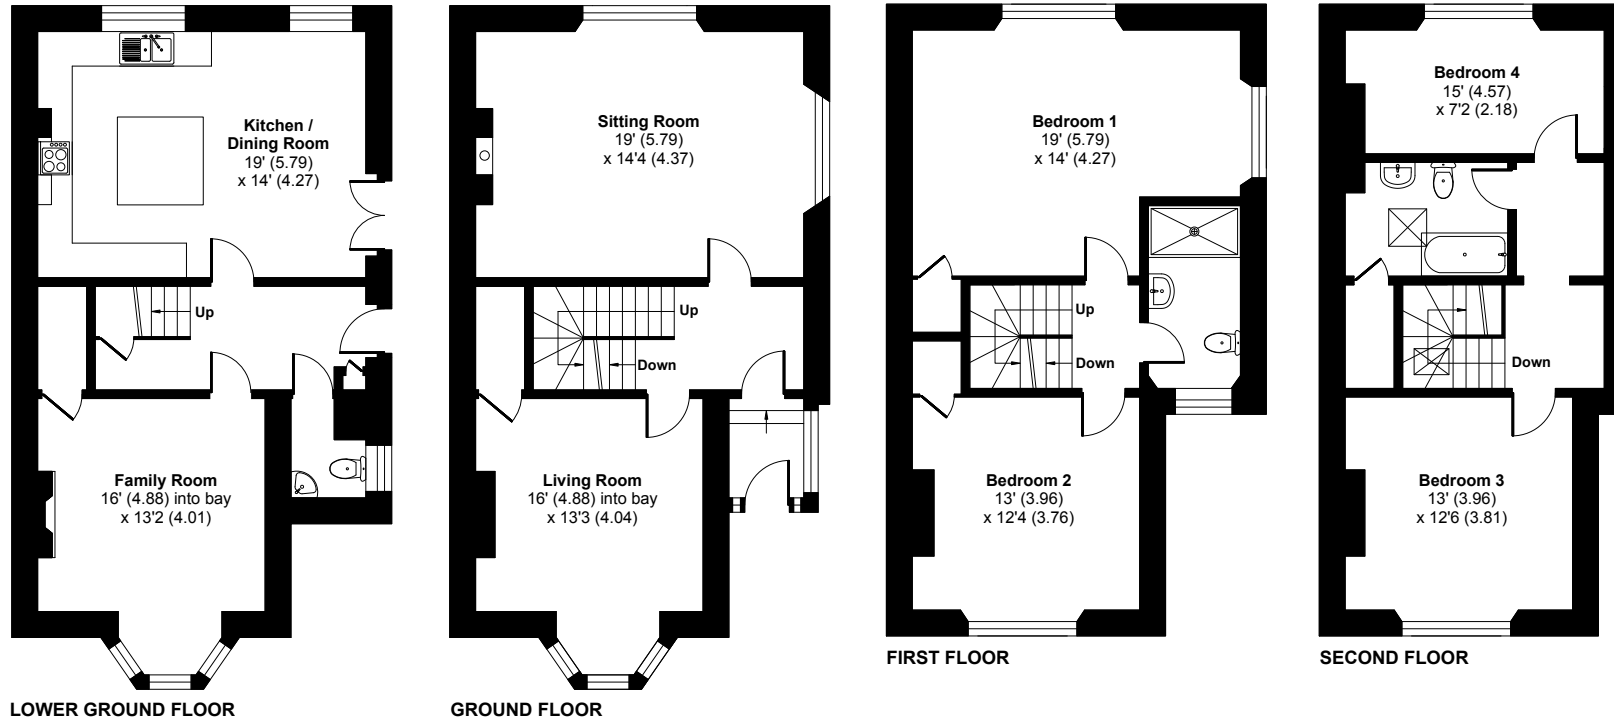 Kitchen /
Dining Room
19' (5.79)
x 14' (4.27)
Up
Family Room
16' (4.88) into bay
x 13'2 (4.01)
LOWER GROUND FLOOR
Sitting Room
19' (5.79)
x 14'4 (4.37)
Up
Down
Living Room
16' (4.88) into bay
x 13'3 (4.04)
GROUND FLOOR
Bedroom 1
19' (5.79)
x 14' (4.27)
Up
Down
Bedroom 2
13' (3.96)
x 12'4 (3.76)
FIRST FLOOR
Bedroom 4
15' (4.57)
x 7'2 (2.18)
Down
Bedroom 3
13' (3.96)
x 12'6 (3.81)
SECOND FLOOR